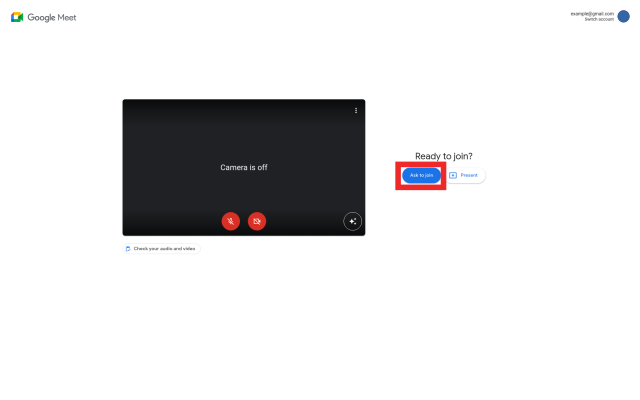 Google Meet
example@gmail.com
Switch account
Camera is off
Ready to join?
Ask to join
Present
Check your audio and video